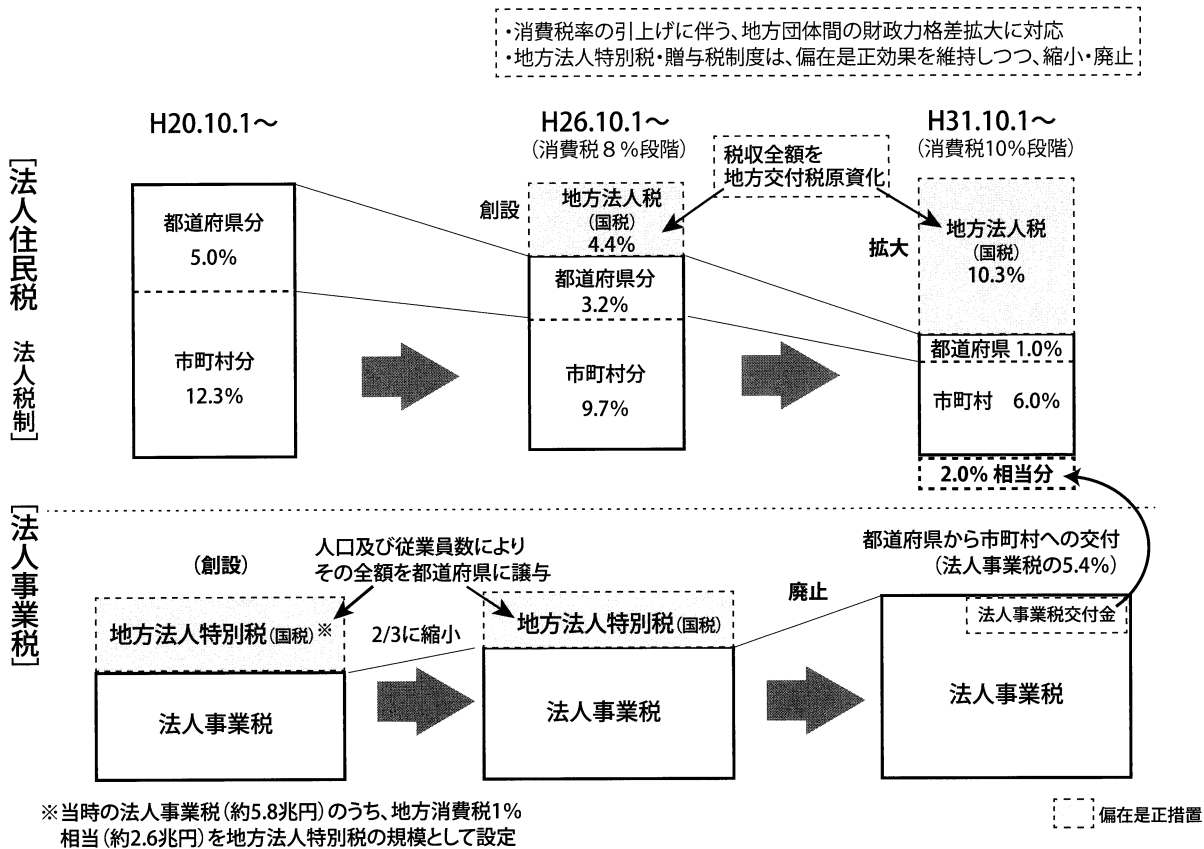 ・消費税率の引上げに伴う、地方団体間の財政力格差拡大に対応
・地方法人特別税・贈与税制度は、偏在是正効果を維持しつつ、縮小・廃止
H20.10.1～
H26.10.1～
(消費税８%段階)
H31.10.1～
(消費税10%段階)
［法人住民税 法人税制］
都道府県分
5.0%
市町村分
12.3%
創設
地方法人税
(国税)
4.4%
都道府県分
3.2%
市町村分
9.7%
税収全額を
地方交付税原資化
拡大
地方法人税
(国税)
10.3%
都道府県 1.0%
市町村 6.0%
2.0% 相当分
［法人事業税］
(創設)
人口及び従業員数により
その全額を都道府県に譲与
地方法人特別税(国税)※
法人事業税
2/3に縮小
地方法人特別税(国税)
法人事業税
廃止
都道府県から市町村への交付
(法人事業税の5.4%)
法人事業税交付金
法人事業税
※当時の法人事業税(約5.8兆円)のうち、地方消費税1%
相当(約2.6兆円)を地方法人特別税の規模として設定
偏在是正措置